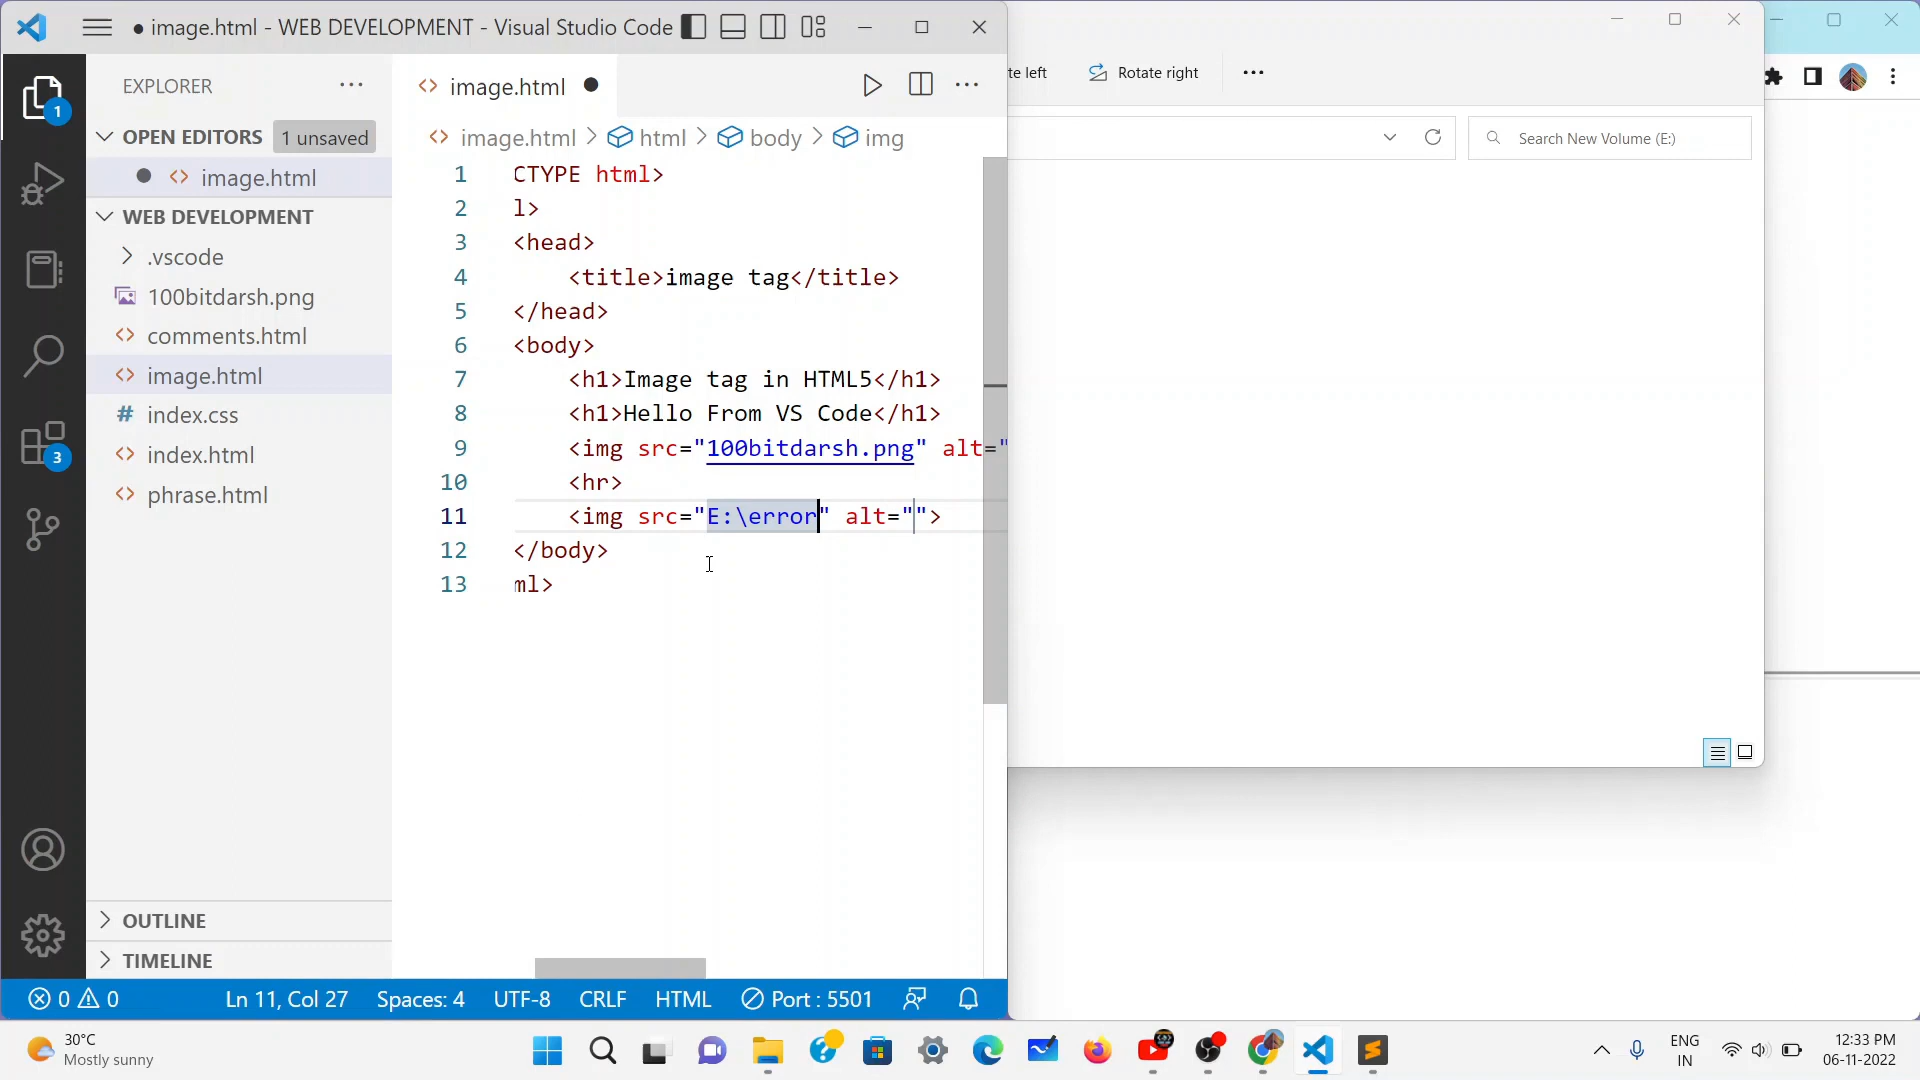 ● image.html - WEB DEVELOPMENT - Visual Studio Code
te left
Rotate right
EXPLORER
image.html
1
OPEN EDITORS
1 unsaved
image.html > html > body > img
Search New Volume (E:)
image.html
WEB DEVELOPMENT
.vscode
100bitdarsh.png
comments.html
image.html
index.css
index.html
phrase.html
3
1 CTYPE html>
2 l>
3 <head>
4 <title>image tag</title>
5 </head>
6 <body>
7 <h1>Image tag in HTML5</h1>
8 <h1>Hello From VS Code</h1>
9 <img src="100bitdarsh.png" alt="
10 <hr>
11 <img src="E:\error" alt="">
12 </body>
13 ml>
OUTLINE
TIMELINE
0 0
Ln 11, Col 27
Spaces: 4
UTF-8
CRLF
HTML
Port : 5501
30°C
Mostly sunny
ENG
IN
12:33 PM
06-11-2022